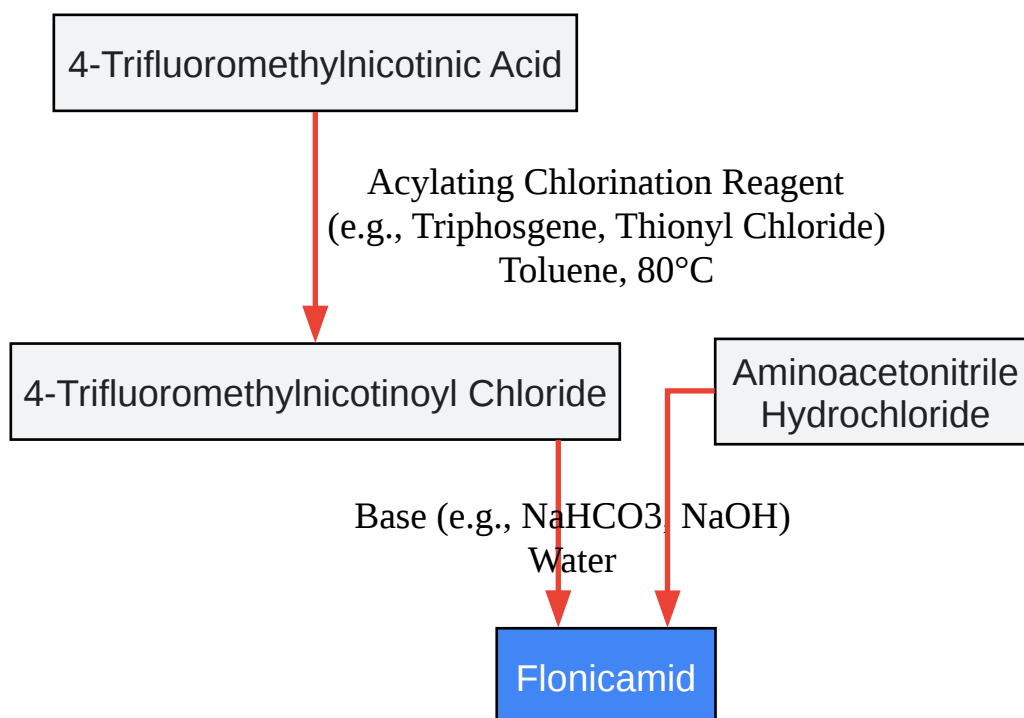 4-Trifluoromethylnicotinic Acid
Acylating Chlorination Reagent
(e.g., Triphosgene, Thionyl Chloride)
Toluene, 80°C
4-Trifluoromethylnicotinoyl Chloride
Aminoacetonitrile
Hydrochloride
Base (e.g., NaHCO3, NaOH)
Water
Flonicamid